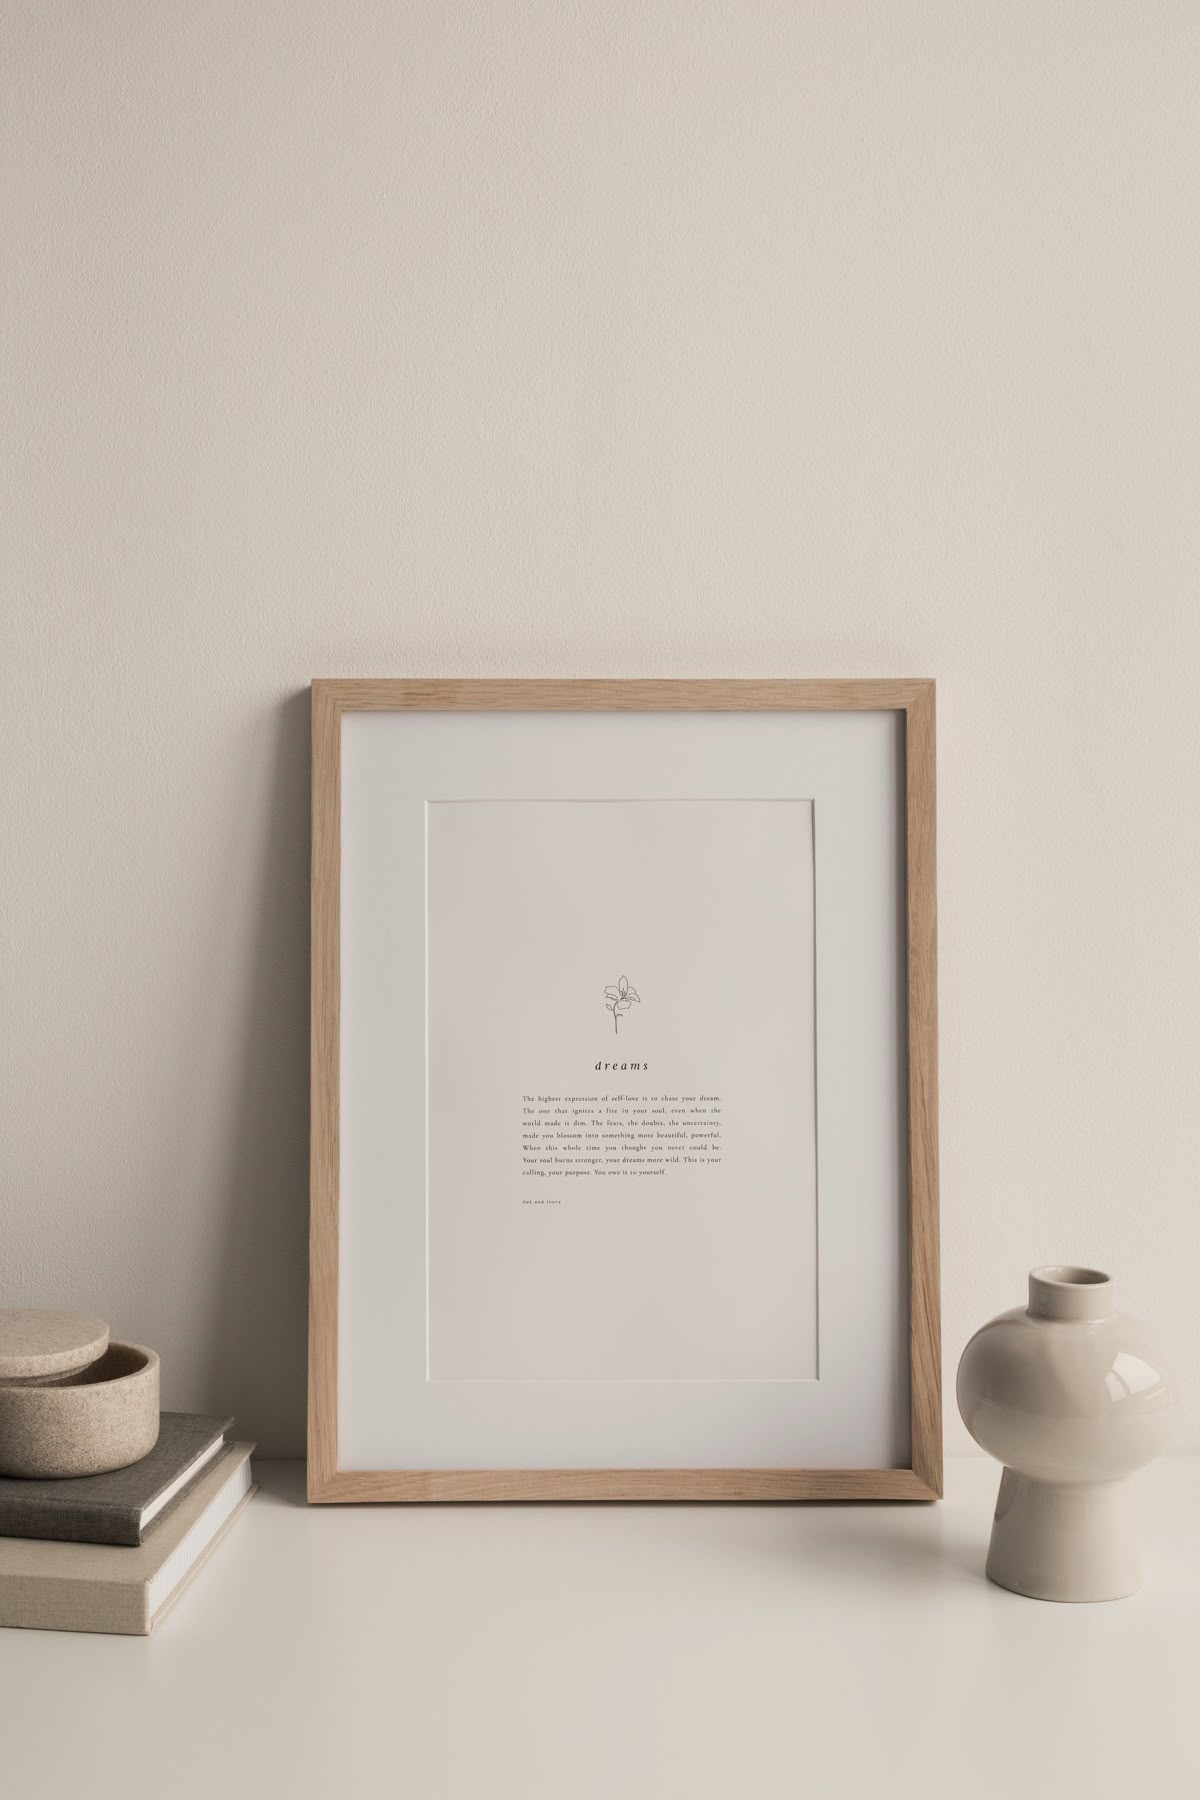 dreams
The highest expression of self-love is to chase your dream.
The one that ignites a fire in your soul, even when the
world made it dim. The fears, the doubts, the uncertainty,
made you blossom into something more beautiful, powerful.
When this whole time you thought you never could be.
Your soul burns stronger, your dreams more wild. This is your
calling, your purpose. You owe it to yourself.
Oak and Ivory